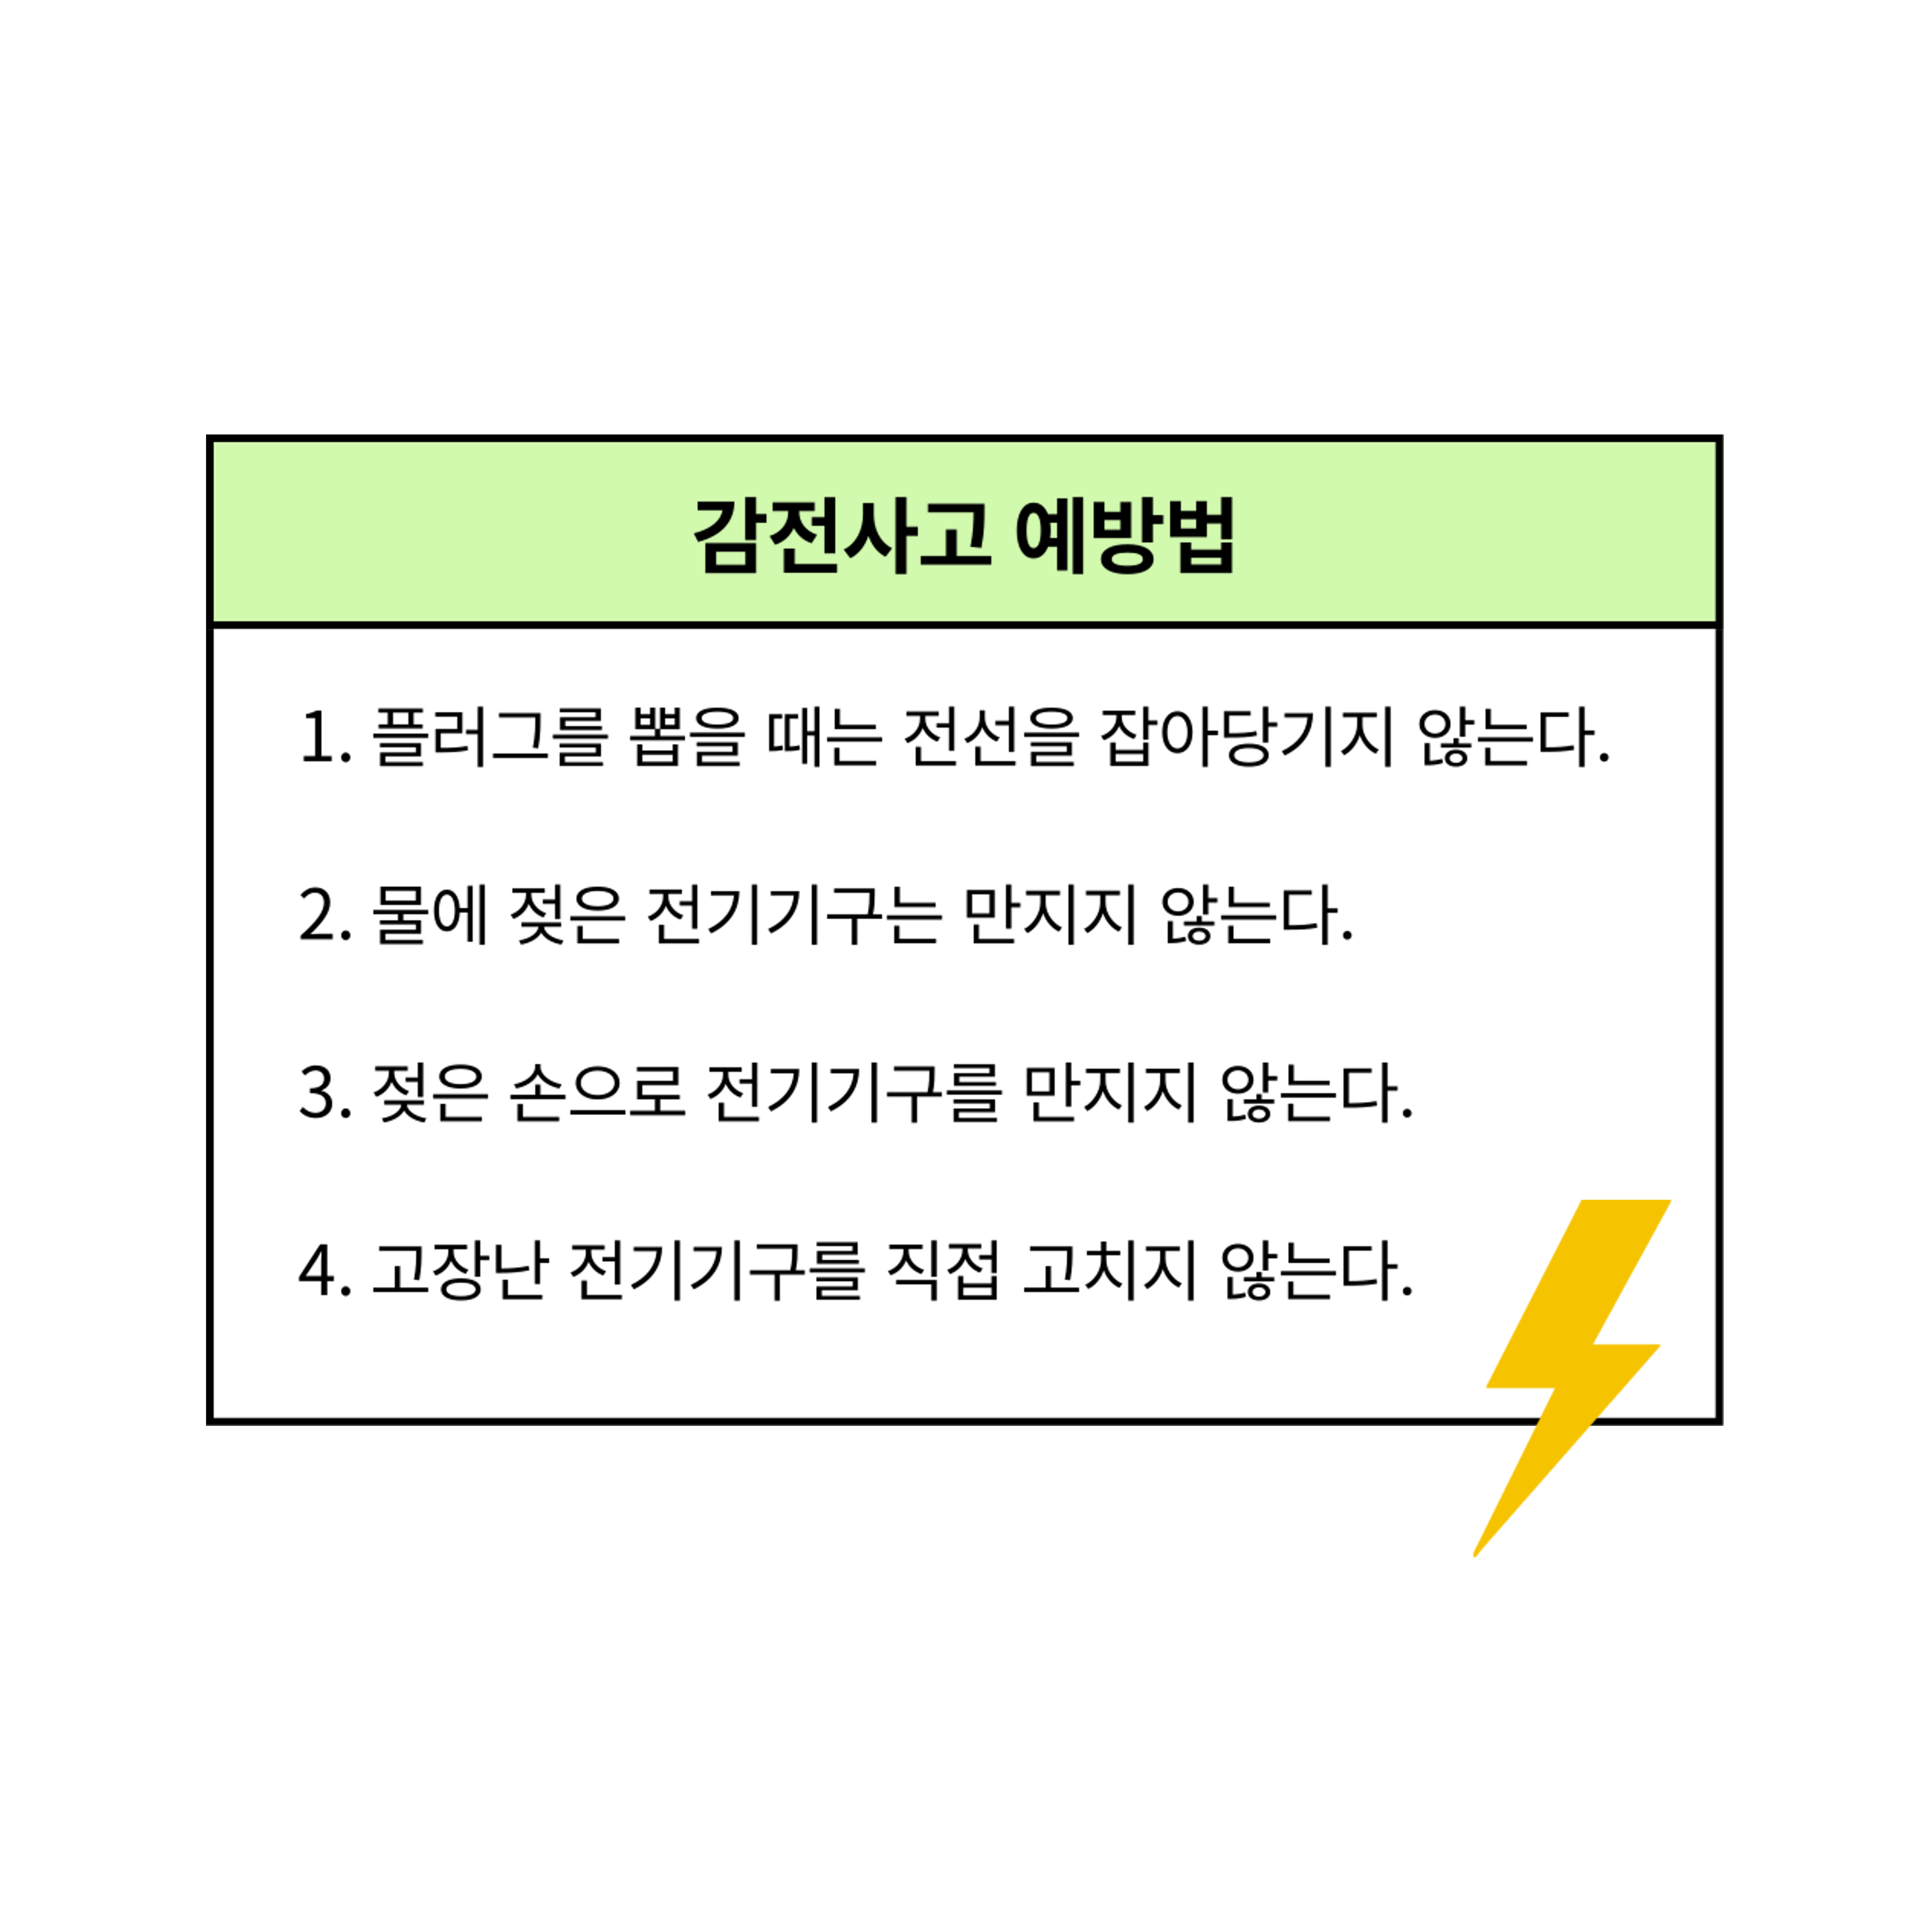 감전사고 예방법
1. 플러그를 뽑을 때는 전선을 잡아당기지 않는다.
2. 물에 젖은 전기기구는 만지지 않는다.
3. 젖은 손으로 전기기구를 만지지 않는다.
4. 고장난 전기기구를 직접 고치지 않는다.